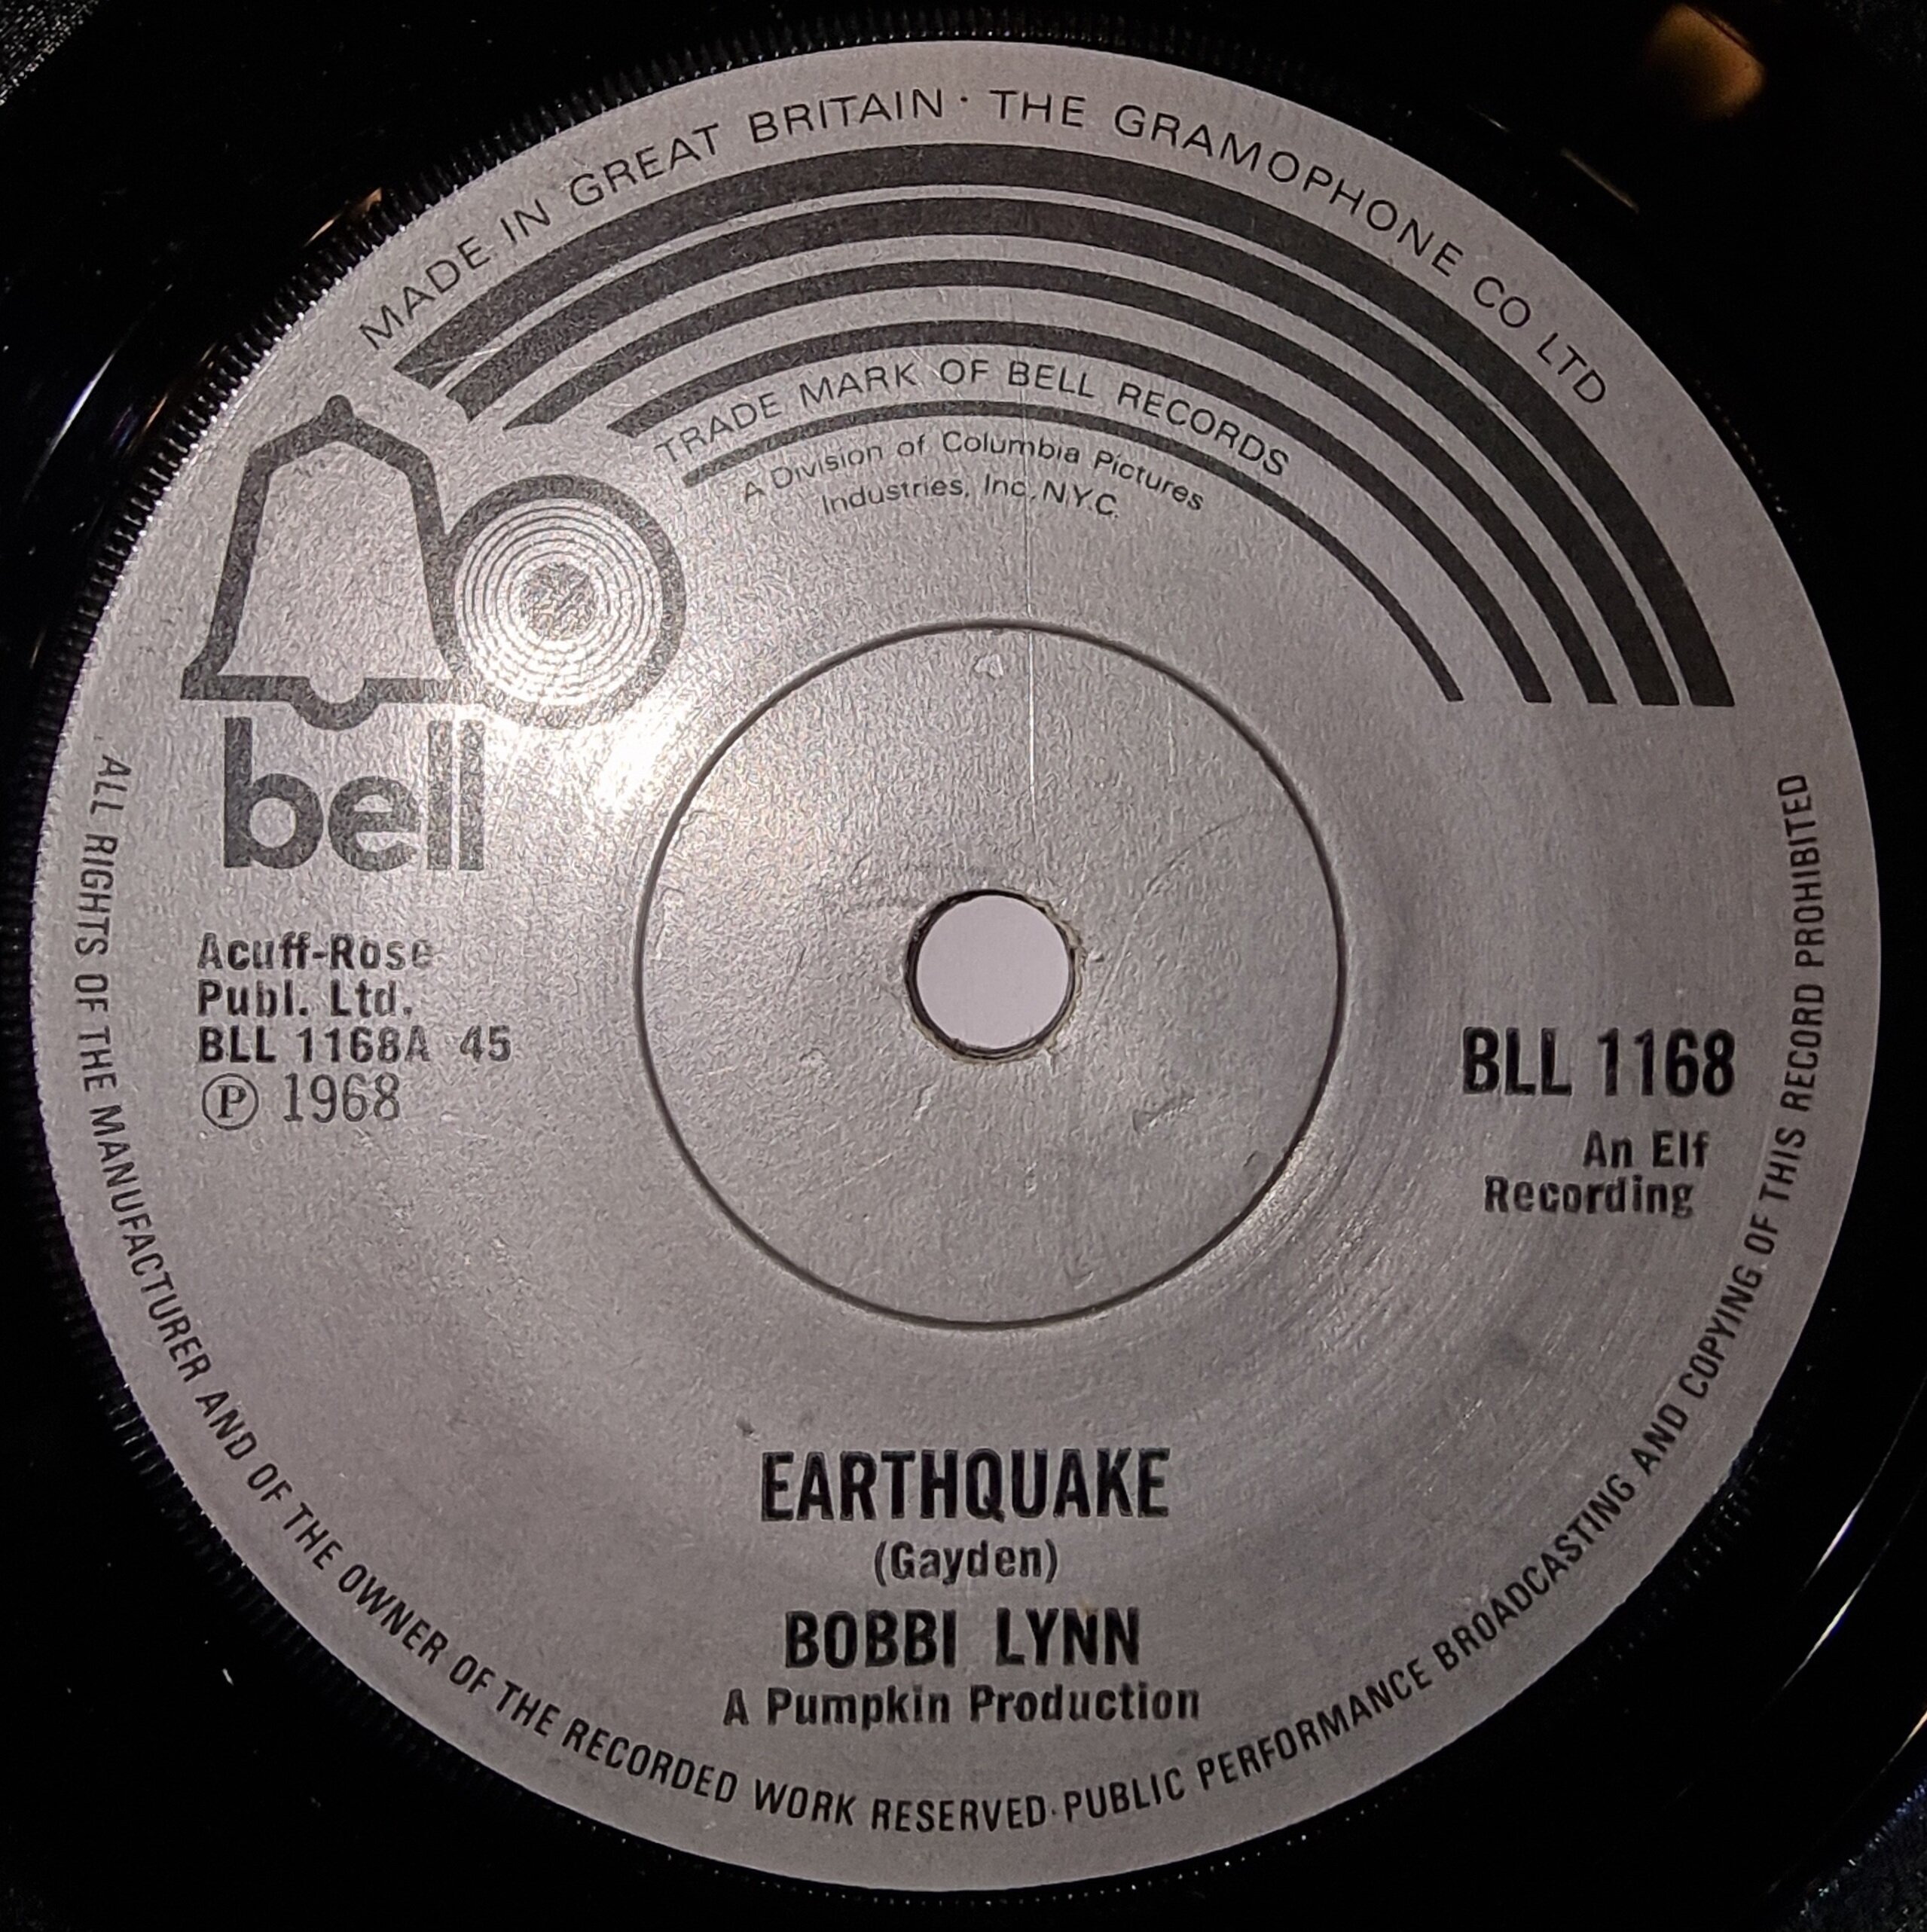 MADE IN GREAT BRITAIN · THE GRAMOPHONE CO LTD
TRADE MARK OF BELL RECORDS
A Division of Columbia Pictures
Industries, Inc. N.Y.C.
bell
Acuff-Rose
Publ. Ltd.
BLL 1168A 45
Ⓟ 1968
BLL 1168
An Elf
Recording
EARTHQUAKE
(Gayden)
BOBBI LYNN
A Pumpkin Production
ALL RIGHTS OF THE MANUFACTURER AND OF THE OWNER OF THE RECORDED WORK RESERVED · PUBLIC PERFORMANCE BROADCASTING AND COPYING OF THIS RECORD PROHIBITED